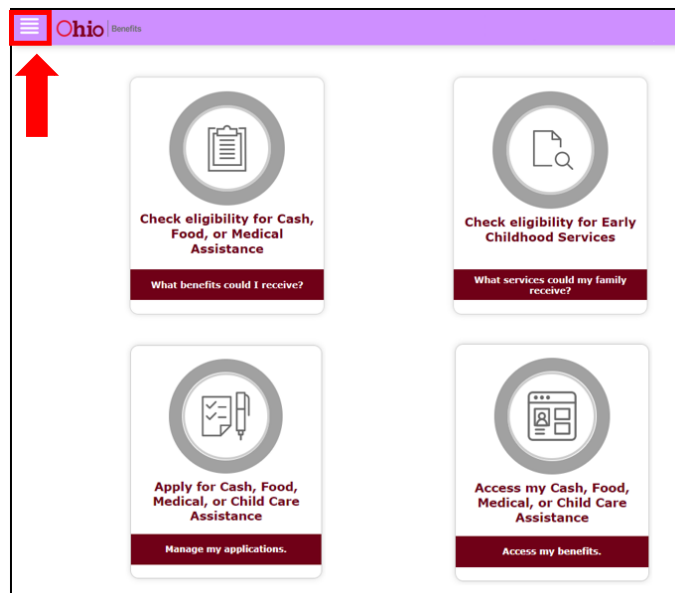 Ohio Benefits
Check eligibility for Cash,
Food, or Medical
Assistance
What benefits could I receive?
Check eligibility for Early
Childhood Services
What services could my family
receive?
Apply for Cash, Food,
Medical, or Child Care
Assistance
Manage my applications.
Access my Cash, Food,
Medical, or Child Care
Assistance
Access my benefits.